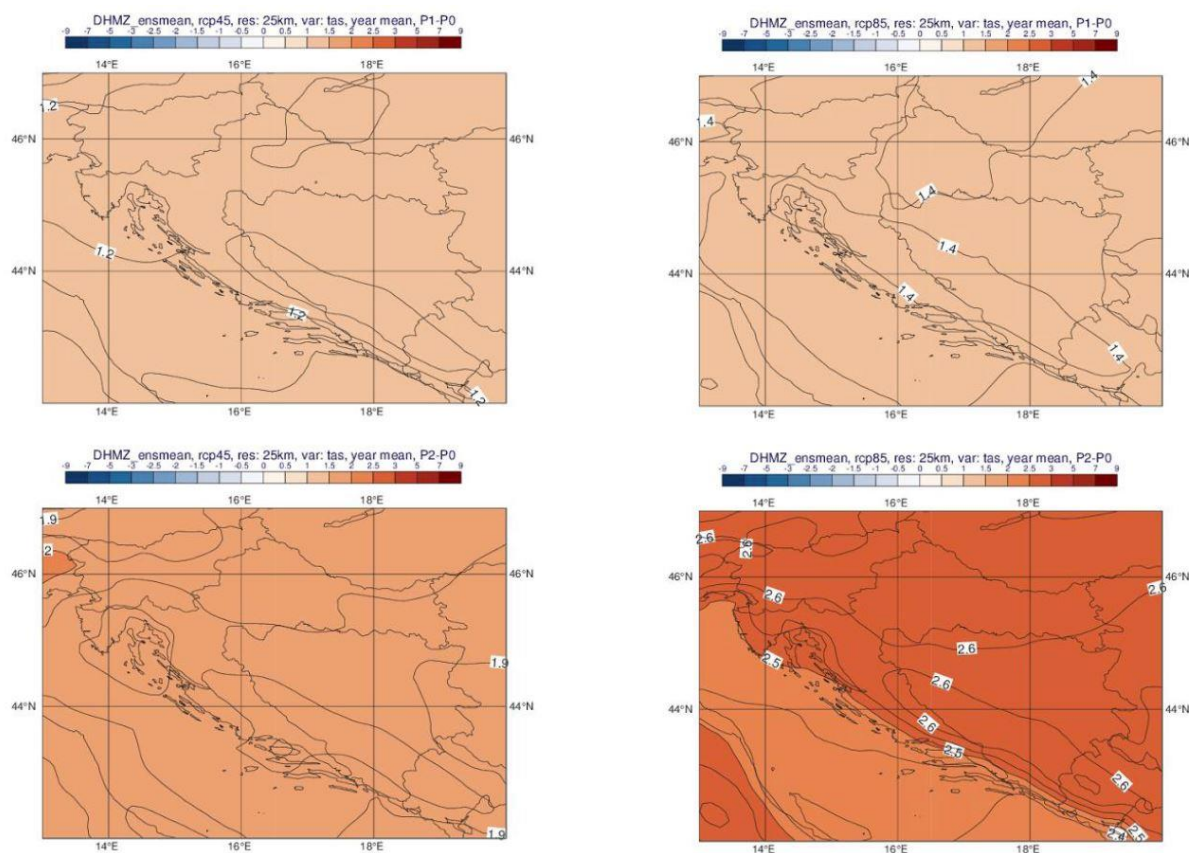 DHMZ_ensmean, rcp45, res: 25km, var: tas, year mean, P1-P0
-9 -7 -5 -3 -2 -1.5 -1 -0.5 0 0.5 1 1.5 2 2.5 3 5 7 9
14°E 16°E 18°E
1.2
46°N 46°N
1.2
44°N 44°N
1.2
1.2
14°E 16°E 18°E
DHMZ_ensmean, rcp85, res: 25km, var: tas, year mean, P1-P0
-9 -7 -5 -3 -2 -1.5 -1 -0.5 0 0.5 1 1.5 2 2.5 3 5 7 9
14°E 16°E 18°E
1.4
1.4
46°N 46°N
1.4
1.4
44°N 44°N
1.4
1.4
14°E 16°E 18°E
DHMZ_ensmean, rcp45, res: 25km, var: tas, year mean, P2-P0
-9 -7 -5 -3 -2 -1.5 -1 -0.5 0 0.5 1 1.5 2 2.5 3 5 7 9
14°E 16°E 18°E
1.9
2
46°N 46°N
1.9
44°N 44°N
1.9
14°E 16°E 18°E
DHMZ_ensmean, rcp85, res: 25km, var: tas, year mean, P2-P0
-9 -7 -5 -3 -2 -1.5 -1 -0.5 0 0.5 1 1.5 2 2.5 3 5 7 9
14°E 16°E 18°E
2.6 2.6 2.6
46°N 46°N
2.6 2.6
2.6
2.5
2.6
44°N 44°N
2.6
2.5
2.6
2.5
2.4
14°E 16°E 18°E